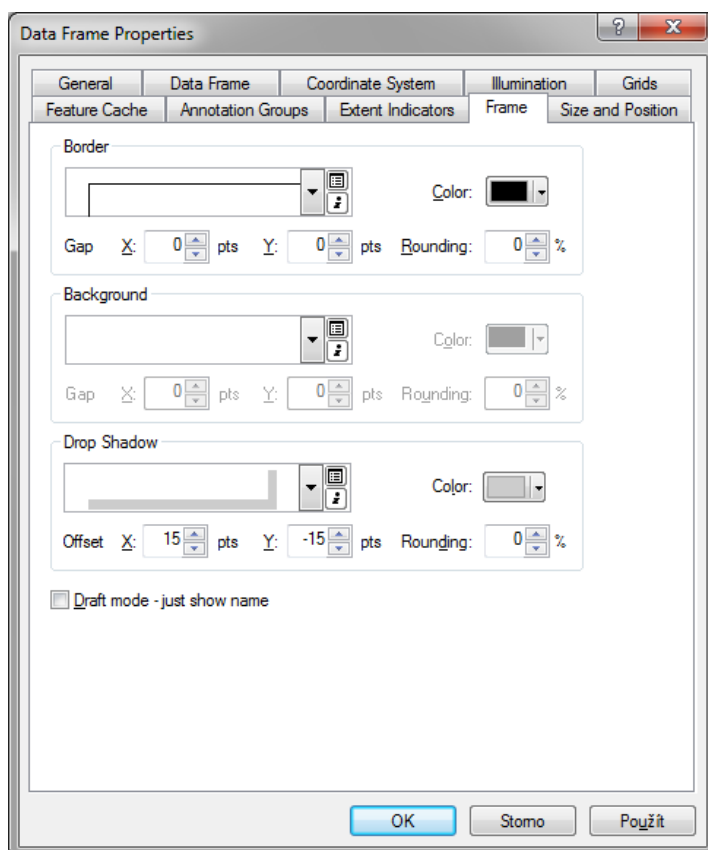 Data Frame Properties
General Data Frame Coordinate System Illumination Grids
Feature Cache Annotation Groups Extent Indicators Frame Size and Position
Border
Color:
Gap X: 0 pts Y: 0 pts Rounding: 0 %
Background
Color:
Gap X: 0 pts Y: 0 pts Rounding: 0 %
Drop Shadow
Color:
Offset X: 15 pts Y: -15 pts Rounding: 0 %
Draft mode - just show name
OK Storno Použít